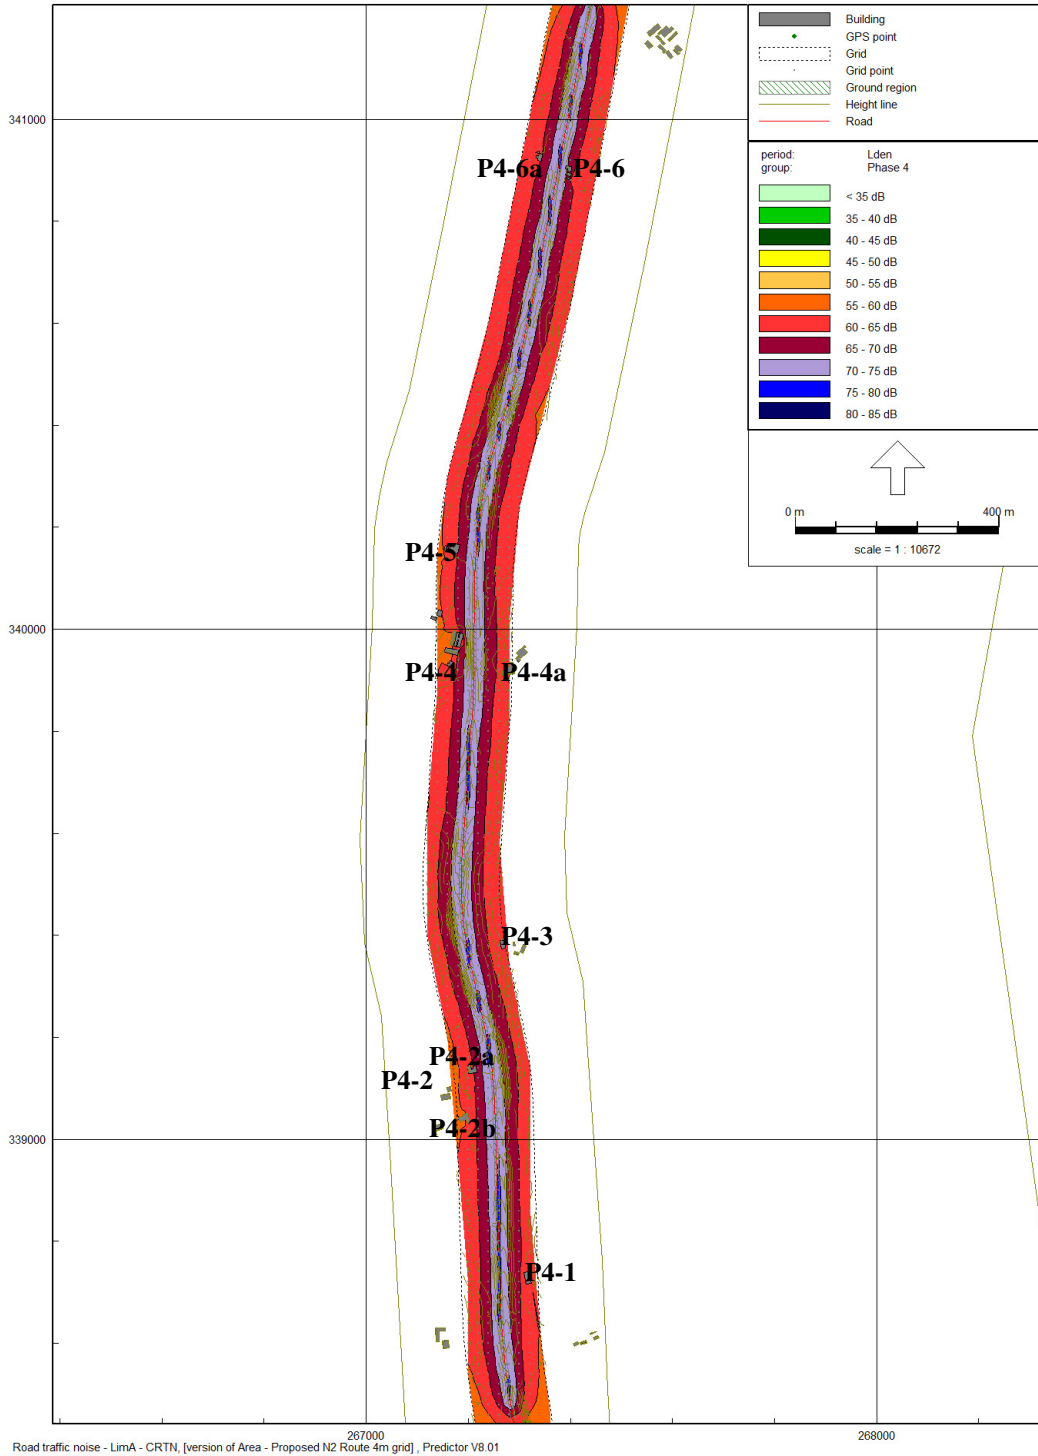 Building
GPS point
Grid
Grid point
Ground region
Height line
Road
period: Lden
group: Phase 4
< 35 dB
35 - 40 dB
40 - 45 dB
45 - 50 dB
50 - 55 dB
55 - 60 dB
60 - 65 dB
65 - 70 dB
70 - 75 dB
75 - 80 dB
80 - 85 dB
0 m 400 m
scale = 1 : 10672
341000
P4-6a P4-6
P4-5
340000
P4-4 P4-4a
P4-3
P4-2a
P4-2
P4-2b
339000
P4-1
267000 268000
Road traffic noise - LimA - CRTN, [version of Area - Proposed N2 Route 4m grid] , Predictor V8.01